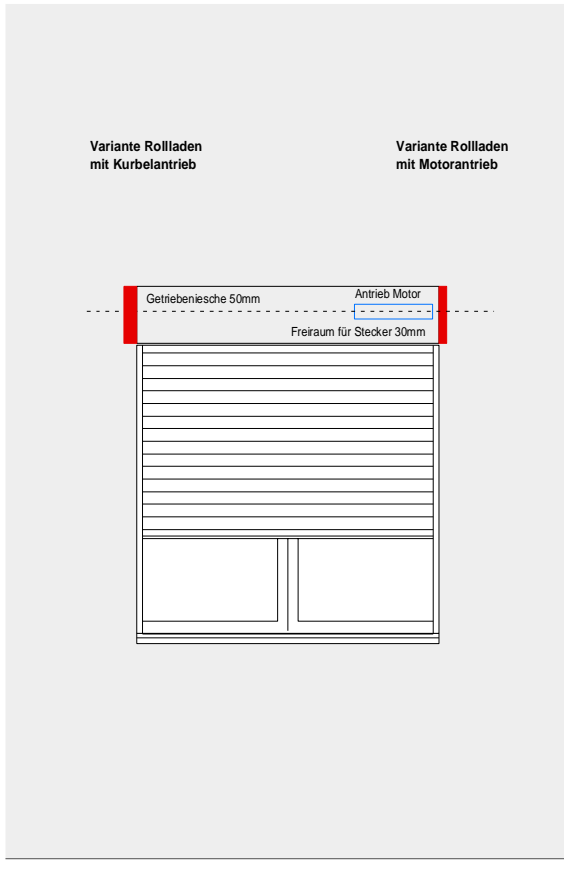 Variante Rollladen
mit Kurbelantrieb
Variante Rollladen
mit Motorantrieb
Getriebeniesche 50mm
Antrieb Motor
Freiraum für Stecker 30mm